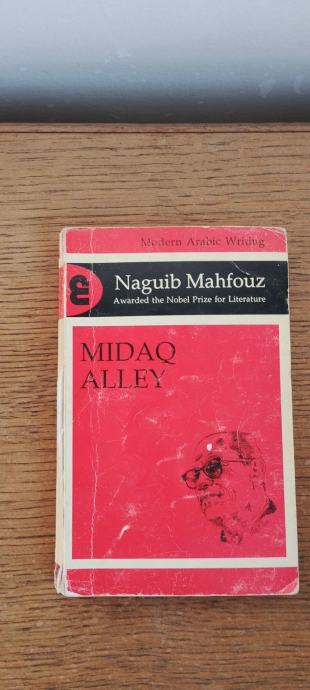 Modern Arabic Writing
Naguib Mahfouz
Awarded the Nobel Prize for Literature
MIDAQ
ALLEY